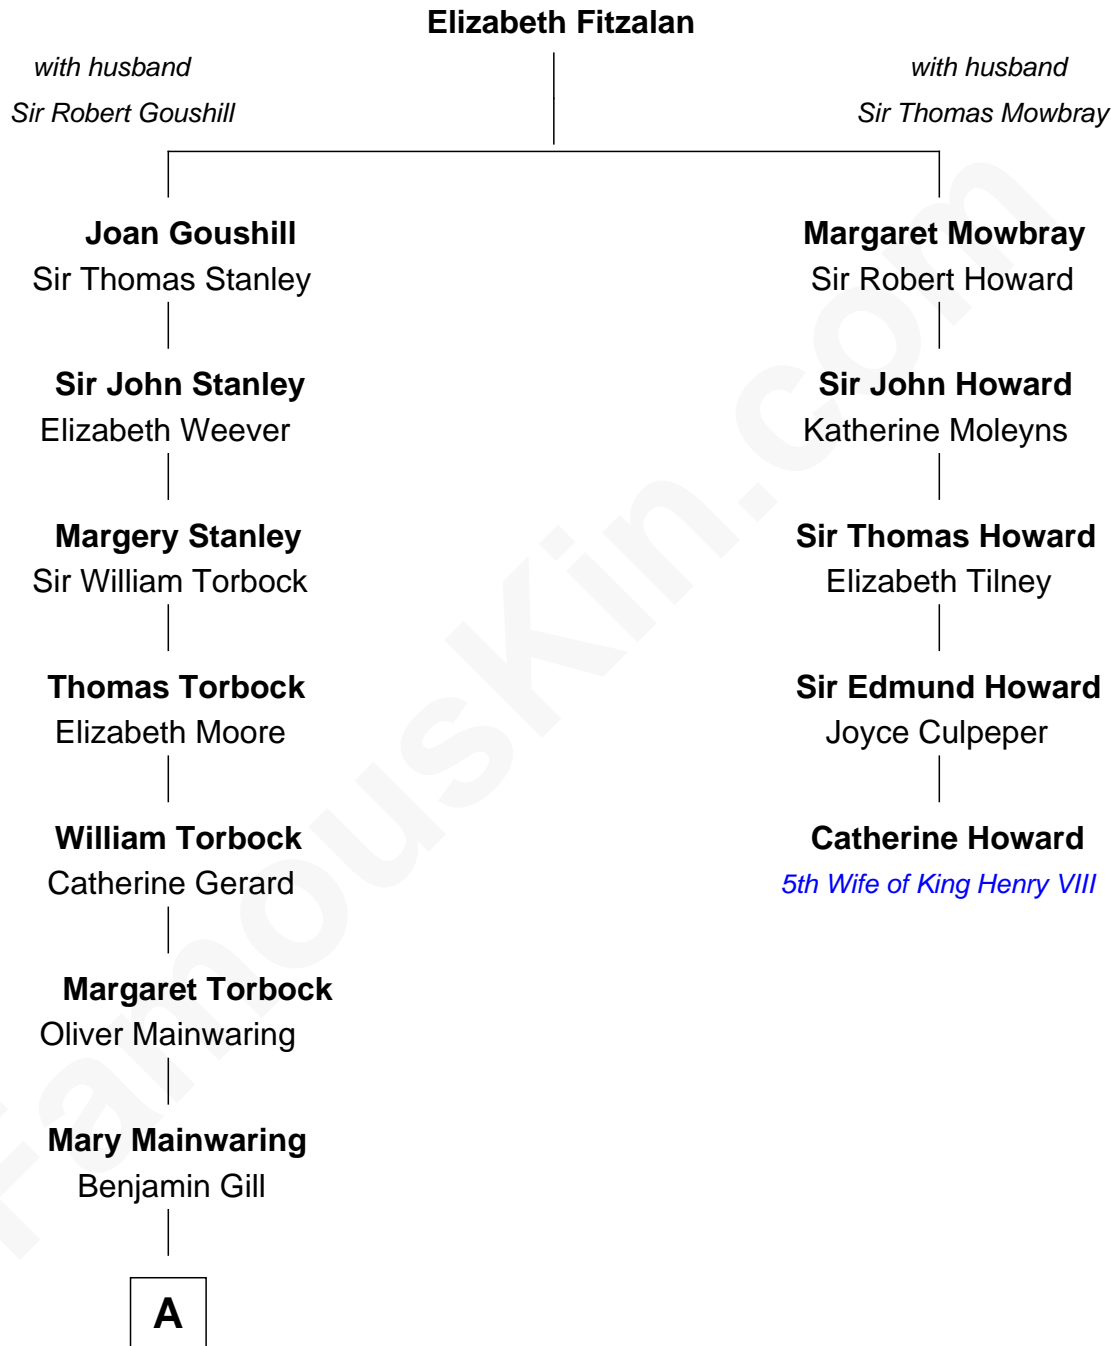 Elizabeth Fitzalan
with husband
Sir Robert Goushill
with husband
Sir Thomas Mowbray
Joan Goushill
Sir Thomas Stanley
Margaret Mowbray
Sir Robert Howard
Sir John Stanley
Elizabeth Weever
Sir John Howard
Katherine Moleyns
Margery Stanley
Sir William Torbock
Sir Thomas Howard
Elizabeth Tilney
Thomas Torbock
Elizabeth Moore
Sir Edmund Howard
Joyce Culpeper
William Torbock
Catherine Gerard
Catherine Howard
5th Wife of King Henry VIII
Margaret Torbock
Oliver Mainwaring
Mary Mainwaring
Benjamin Gill
A
FamousKin.com